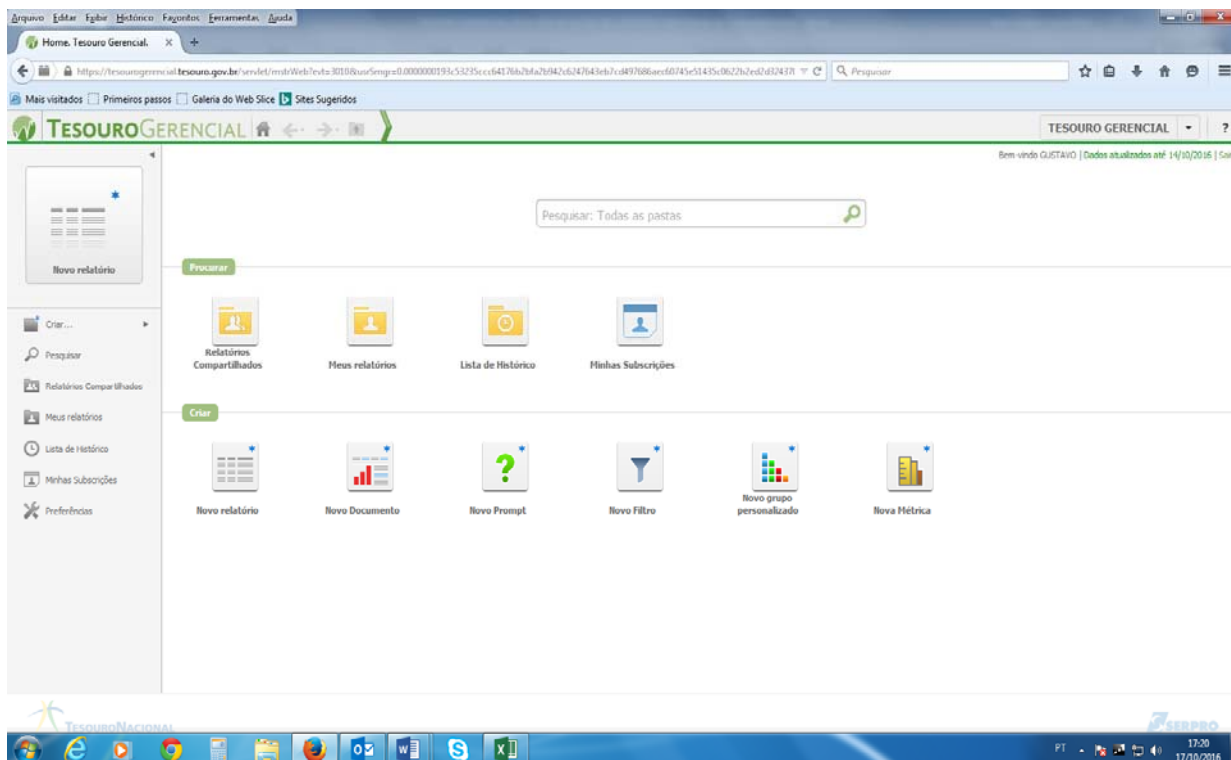 Arquivo Editar Exibir Histórico Favoritos Ferramentas Ajuda
Home. Tesouro Gerencial.
Pesquisar
Mais visitados Primeiros passos Galeria do Web Slice Sites Sugeridos
TESOUROGERENCIAL
TESOURO GERENCIAL ?
Bem-vindo GUSTAVO | Dados atualizados até 14/10/2016 |
Pesquisar: Todas as pastas
Novo relatório
Procurar
Criar...
Pesquisar
Relatórios Compartilhados
Meus relatórios
Lista de Histórico
Minhas Subscrições
Preferências
Relatórios
Compartilhados
Meus relatórios
Lista de Histórico
Minhas Subscrições
Criar
Novo relatório
Novo Documento
Novo Prompt
Novo Filtro
Novo grupo
personalizado
Nova Métrica
TESOURONACIONAL
SERPRO
PT
17:20
17/10/2016